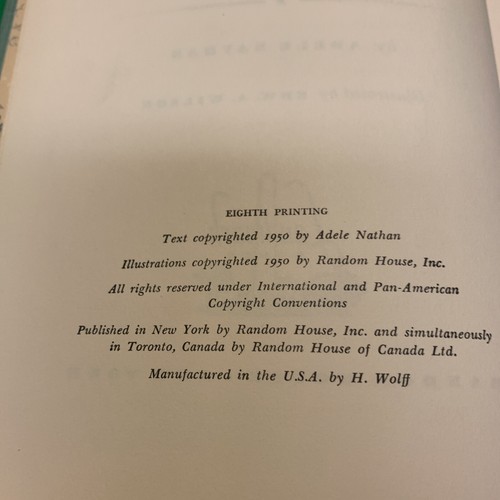 EIGHTH PRINTING
Text copyrighted 1950 by Adele Nathan
Illustrations copyrighted 1950 by Random House, Inc.
All rights reserved under International and Pan-American
Copyright Conventions
Published in New York by Random House, Inc. and simultaneously
in Toronto, Canada by Random House of Canada Ltd.
Manufactured in the U.S.A. by H. Wolff